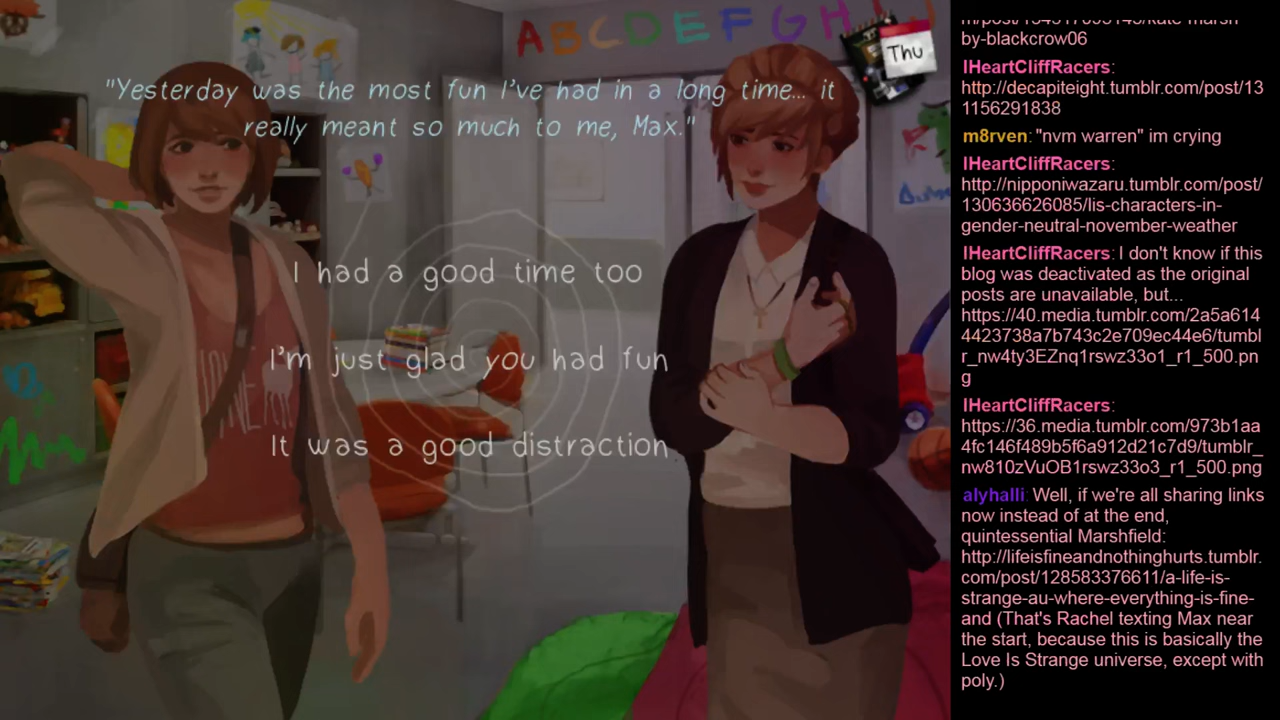 A B C D E F G H I J
Thu
"Yesterday was the most fun I've had in a long time... it
really meant so much to me, Max."
I had a good time too
I'm just glad you had fun
It was a good distraction
by-blackcrow06
IHeartCliffRacers:
http://decapiteight.tumblr.com/post/13
1156291838
m8rven: "nvm warren" im crying
IHeartCliffRacers:
http://nipponiwazaru.tumblr.com/post/
130636626085/lis-characters-in-
gender-neutral-november-weather
IHeartCliffRacers: I don't know if this
blog was deactivated as the original
posts are unavailable, but...
https://40.media.tumblr.com/2a5a614
4423738a7b743c2e709ec44e6/tumbl
r_nw4ty3EZnq1rswz33o1_r1_500.pn
g
IHeartCliffRacers:
https://36.media.tumblr.com/973b1aa
4fc146f489b5f6a912d21c7d9/tumblr_
nw810zVuOB1rswz33o3_r1_500.png
alyhalli: Well, if we're all sharing links
now instead of at the end,
quintessential Marshfield:
http://lifeisfineandnothinghurts.tumblr.
com/post/128583376611/a-life-is-
strange-au-where-everything-is-fine-
and (That's Rachel texting Max near
the start, because this is basically the
Love Is Strange universe, except with
poly.)